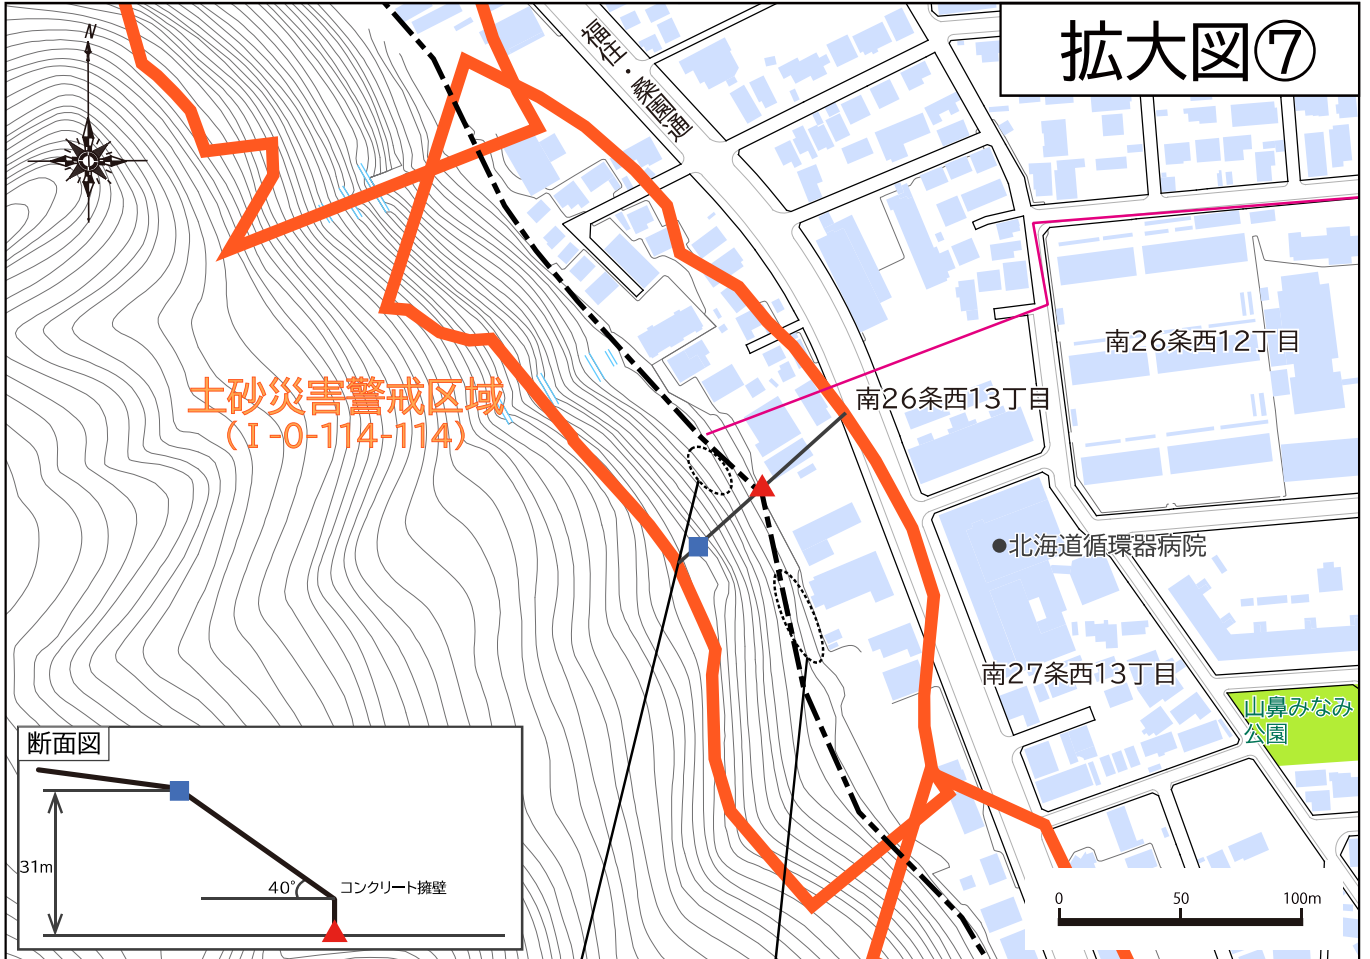 拡大図⑦
N
福住・桑園通
南26条西12丁目
南26条西13丁目
土砂災害警戒区域
（Ⅰ-0-114-114）
北海道循環器病院
南27条西13丁目
山鼻みなみ
公園
断面図
31m
40°
コンクリート擁壁
0 50 100m